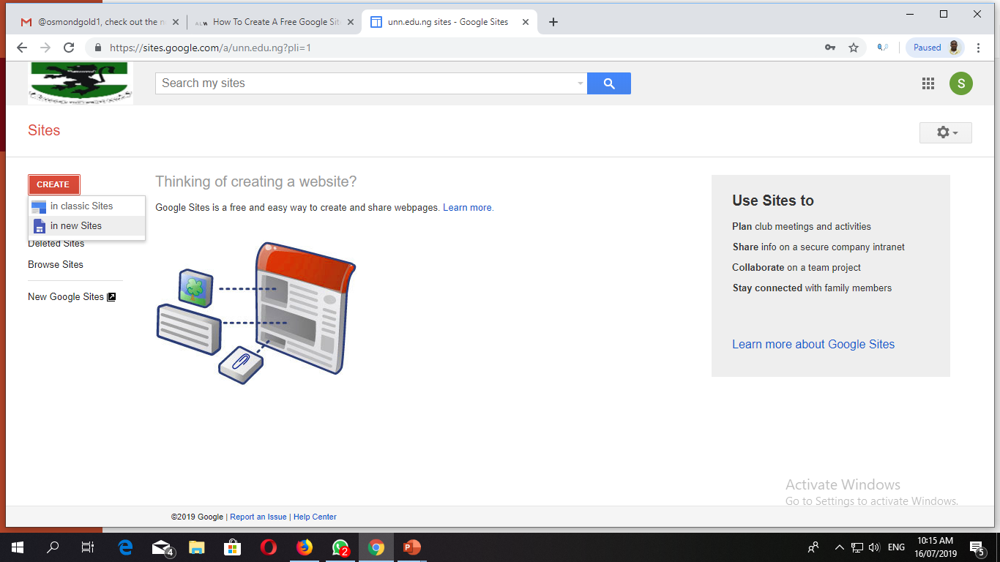 @osmondgold1, check out the n
ALW How To Create A Free Google Sit
unn.edu.ng sites - Google Sites
https://sites.google.com/a/unn.edu.ng?pli=1
Paused
Search my sites
S
Sites
CREATE
in classic Sites
in new Sites
Deleted Sites
Browse Sites
New Google Sites
Thinking of creating a website?
Google Sites is a free and easy way to create and share webpages. Learn more.
Use Sites to
Plan club meetings and activities
Share info on a secure company intranet
Collaborate on a team project
Stay connected with family members
Learn more about Google Sites
Activate Windows
Go to Settings to activate Windows.
©2019 Google | Report an Issue | Help Center
4
2
ENG
10:15 AM
16/07/2019
5